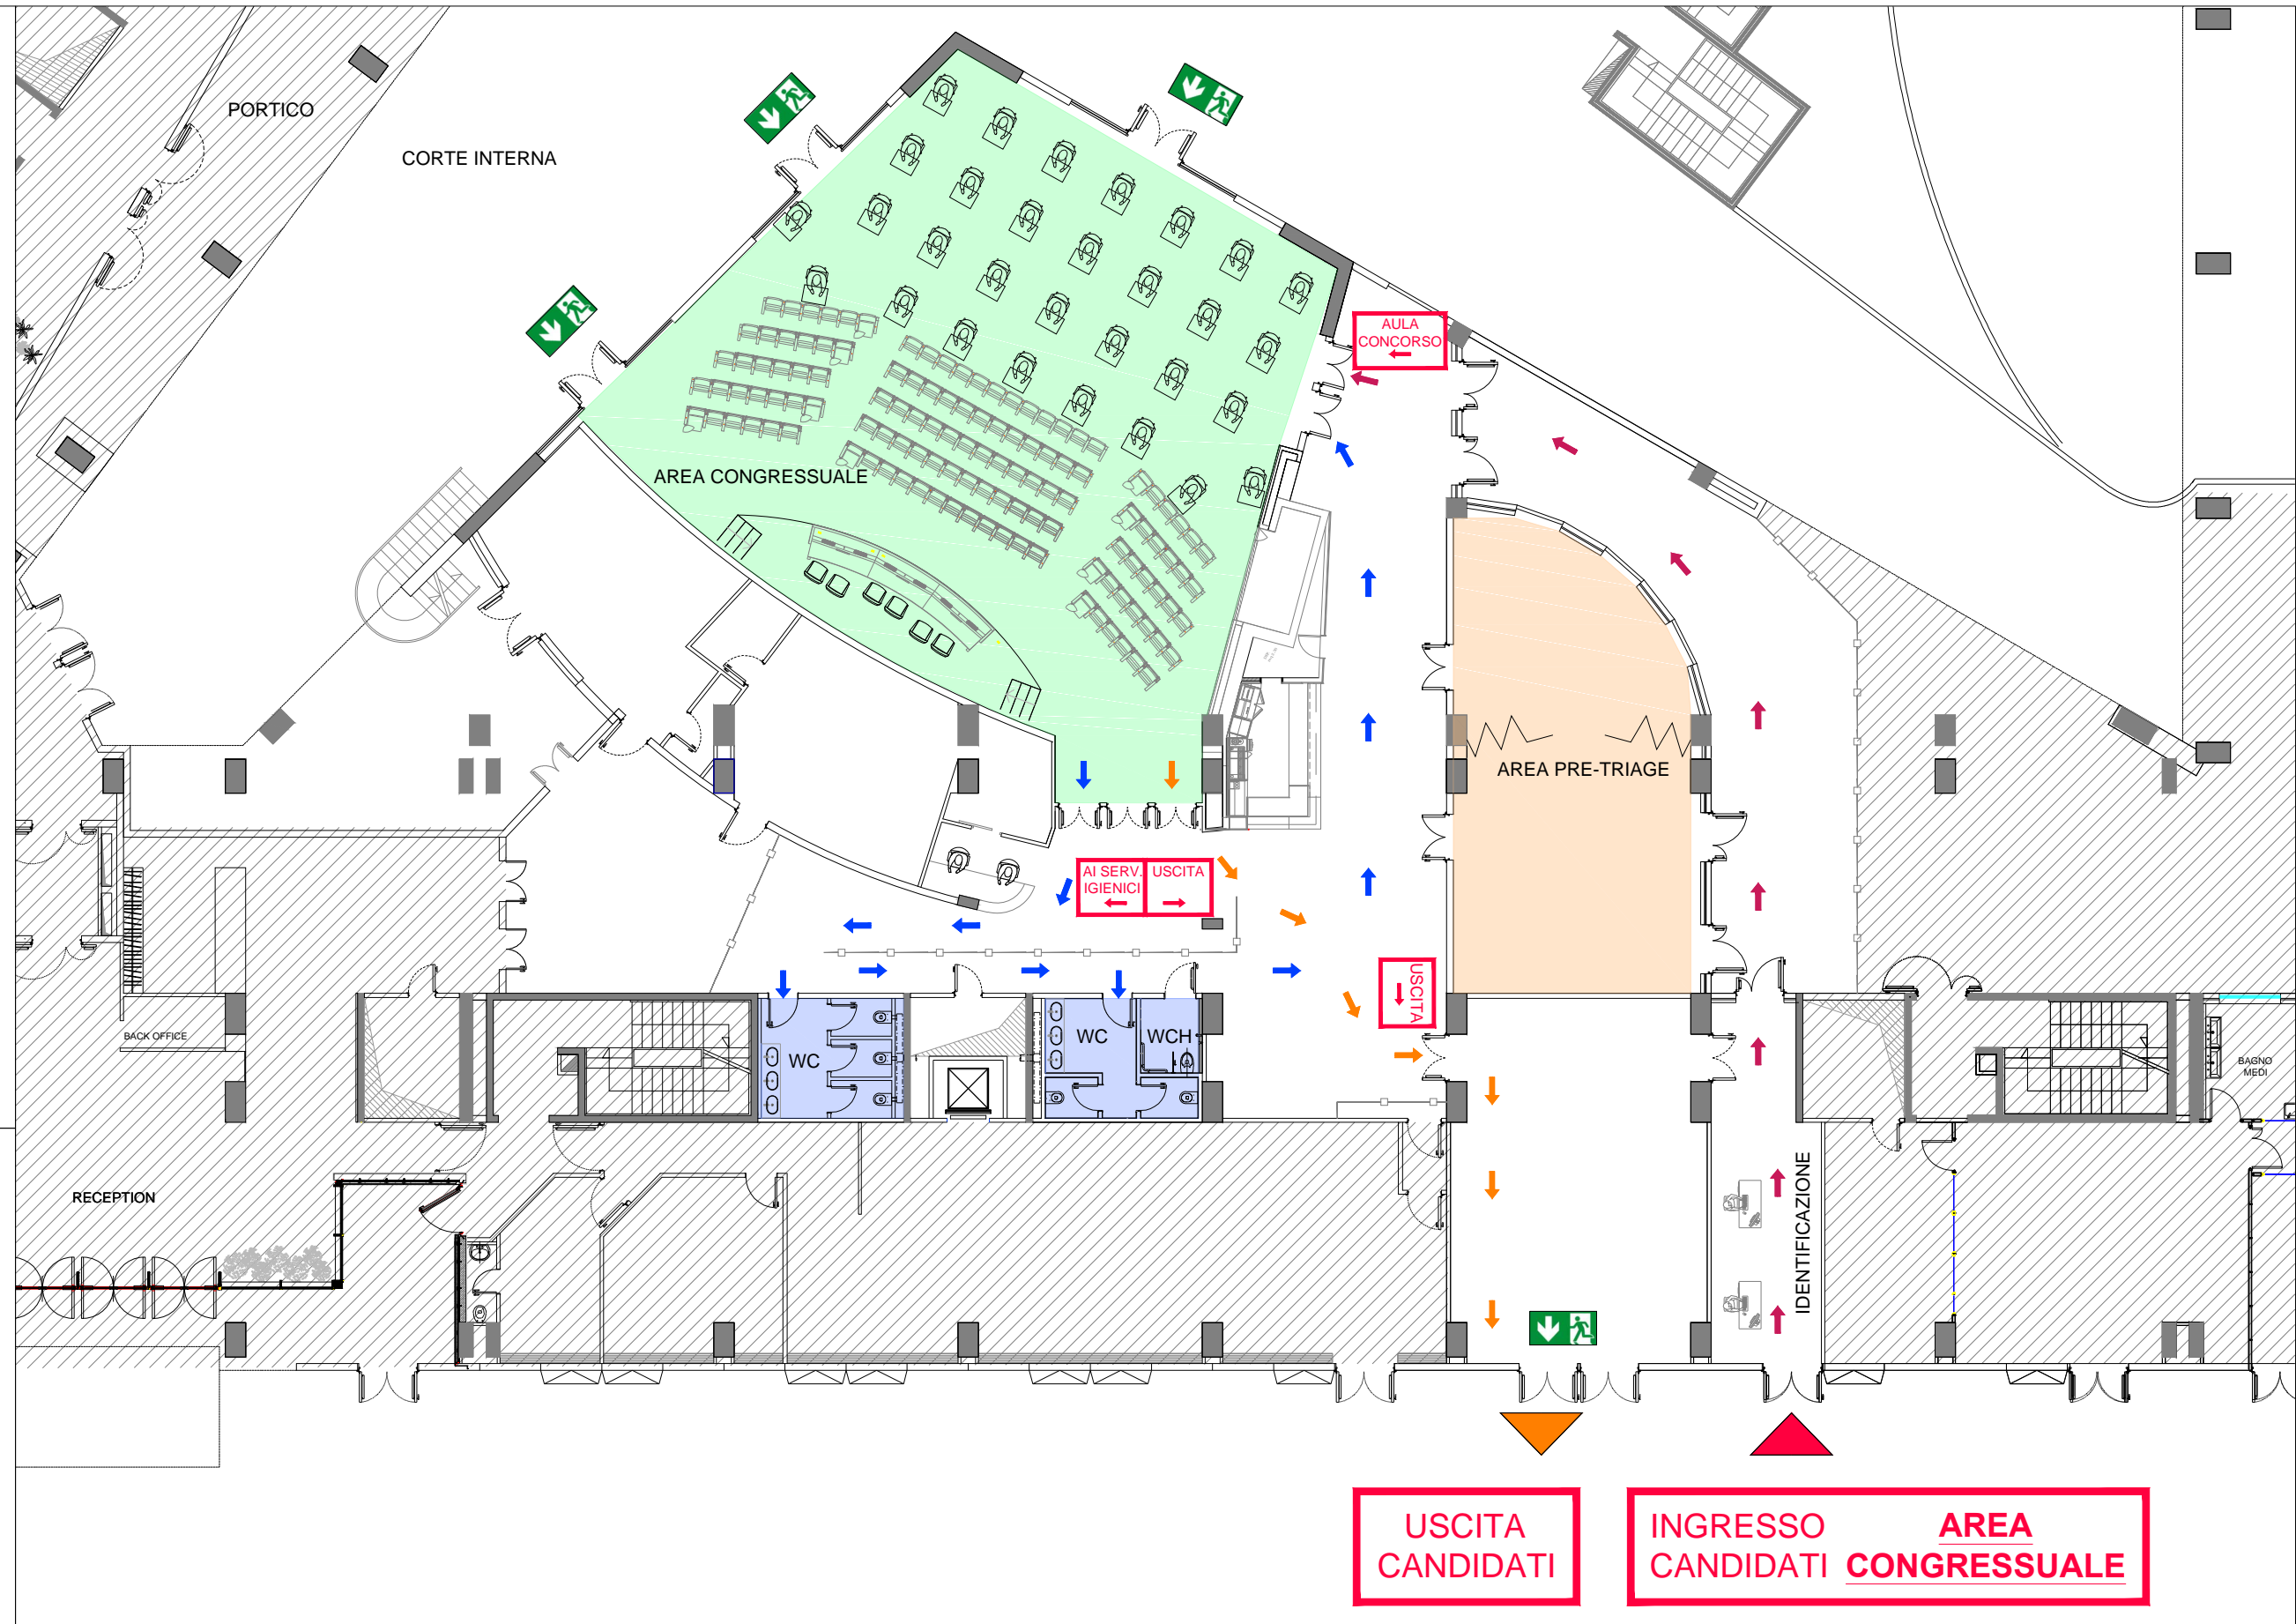 PORTICO
CORTE INTERNA
AULA
CONCORSO
AREA CONGRESSUALE
AREA PRE-TRIAGE
AI SERV.
IGIENICI
USCITA
USCITA
BACK OFFICE
WC
WC
WCH
BAGNO
MEDI
RECEPTION
IDENTIFICAZIONE
USCITA
CANDIDATI
INGRESSO
CANDIDATI
AREA
CONGRESSUALE